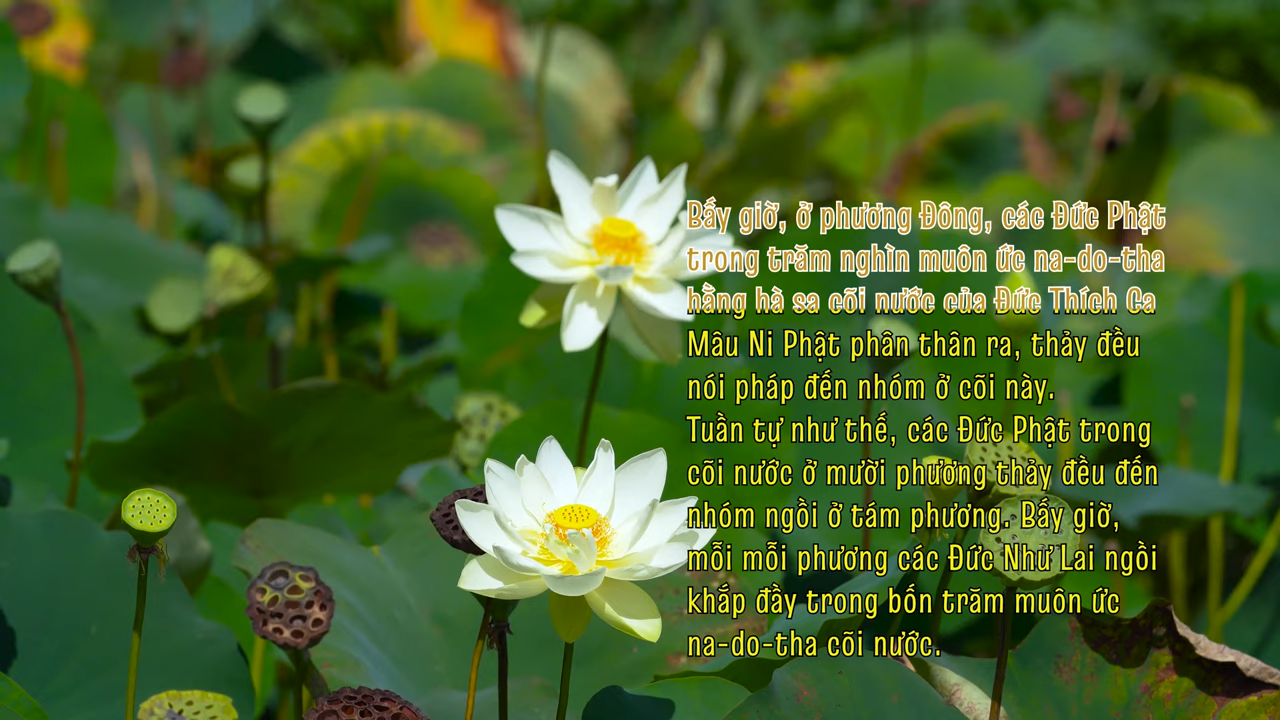 Bấy giờ, ở phương Đông, các Đức Phật
trong trăm nghìn muôn ức na-do-tha
hằng hà sa cõi nước của Đức Thích Ca
Mâu Ni Phật phân thân ra, thảy đều
nói pháp đến nhóm ở cõi này.
Tuần tự như thế, các Đức Phật trong
cõi nước ở mười phương thảy đều đến
nhóm ngồi ở tám phương. Bấy giờ,
mỗi mỗi phương các Đức Như Lai ngồi
khắp đầy trong bốn trăm muôn ức
na-do-tha cõi nước.